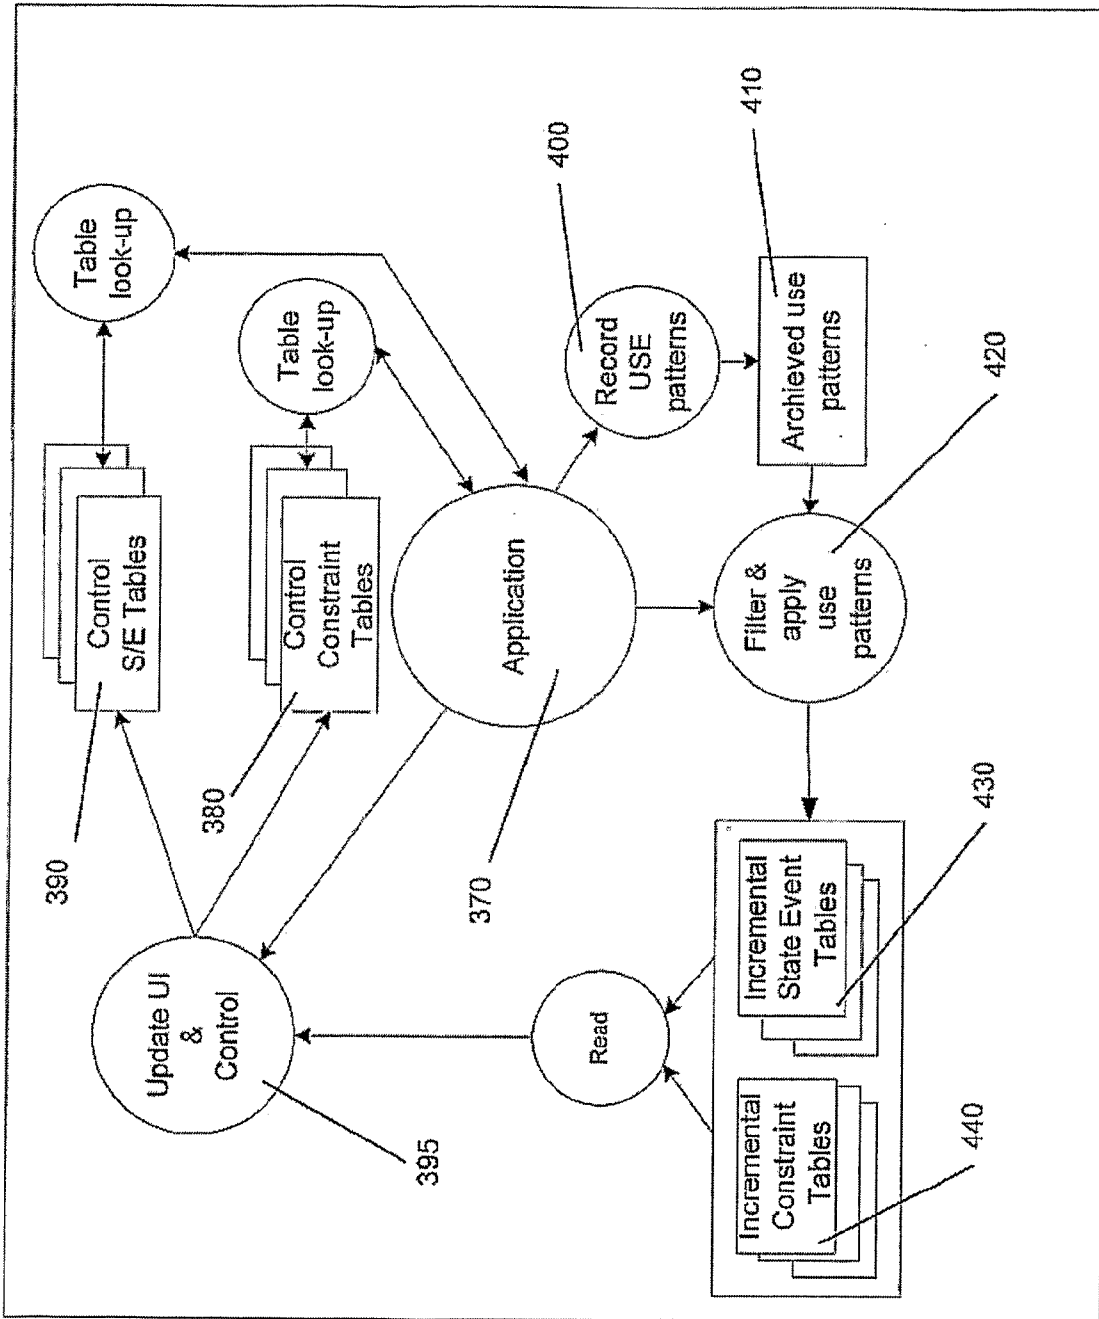 Update UI
&
Control
395
390
Control
S/E Tables
Table
look-up
380
Control
Constraint
Tables
Table
look-up
Application
370
Record
USE
patterns
400
Read
Incremental
Constraint
Tables
440
Incremental
State Event
Tables
430
Filter &
apply
use
patterns
420
Archieved use
patterns
410